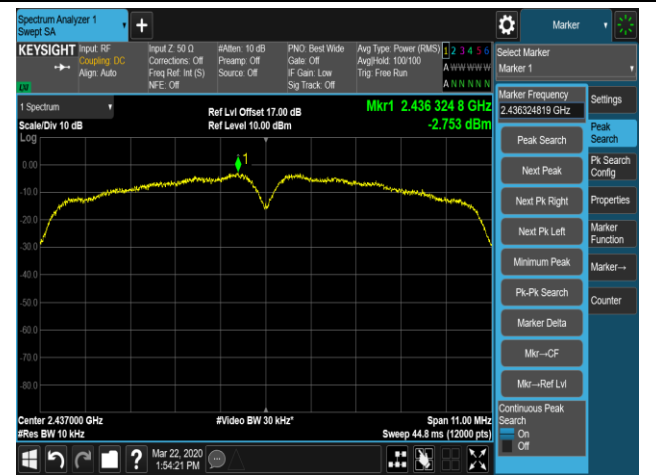 Spectrum Analyzer 1
Swept SA
+
Marker
KEYSIGHT
Input: RF
Coupling: DC
Align: Auto
Input Z: 50 Ω
Corrections: Off
Freq Ref: Int (S)
NFE: Off
#Atten: 10 dB
Preamp: Off
Source: Off
PNO: Best Wide
Gate: Off
IF Gain: Low
Sig Track: Off
Avg Type: Power (RMS)
Avg|Hold: 100/100
Trig: Free Run
1 2 3 4 5 6
A W W W W W
A N N N N N
1 Spectrum
Scale/Div 10 dB
Log
Ref Lvl Offset 17.00 dB
Ref Level 10.00 dBm
Mkr1 2.436 324 8 GHz
-2.753 dBm
1
0.00
-10.0
-20.0
-30.0
-40.0
-50.0
-60.0
-70.0
-80.0
Center 2.437000 GHz
#Res BW 10 kHz
#Video BW 30 kHz*
Span 11.00 MHz
Sweep 44.8 ms (12000 pts)
Mar 22, 2020
1:54:21 PM
Select Marker
Marker 1
Marker Frequency
2.436324819 GHz
Peak Search
Next Peak
Next Pk Right
Next Pk Left
Minimum Peak
Pk-Pk Search
Marker Delta
Mkr→CF
Mkr→Ref Lvl
Continuous Peak
Search
On
Off
Settings
Peak
Search
Pk Search
Config
Properties
Marker
Function
Marker→
Counter